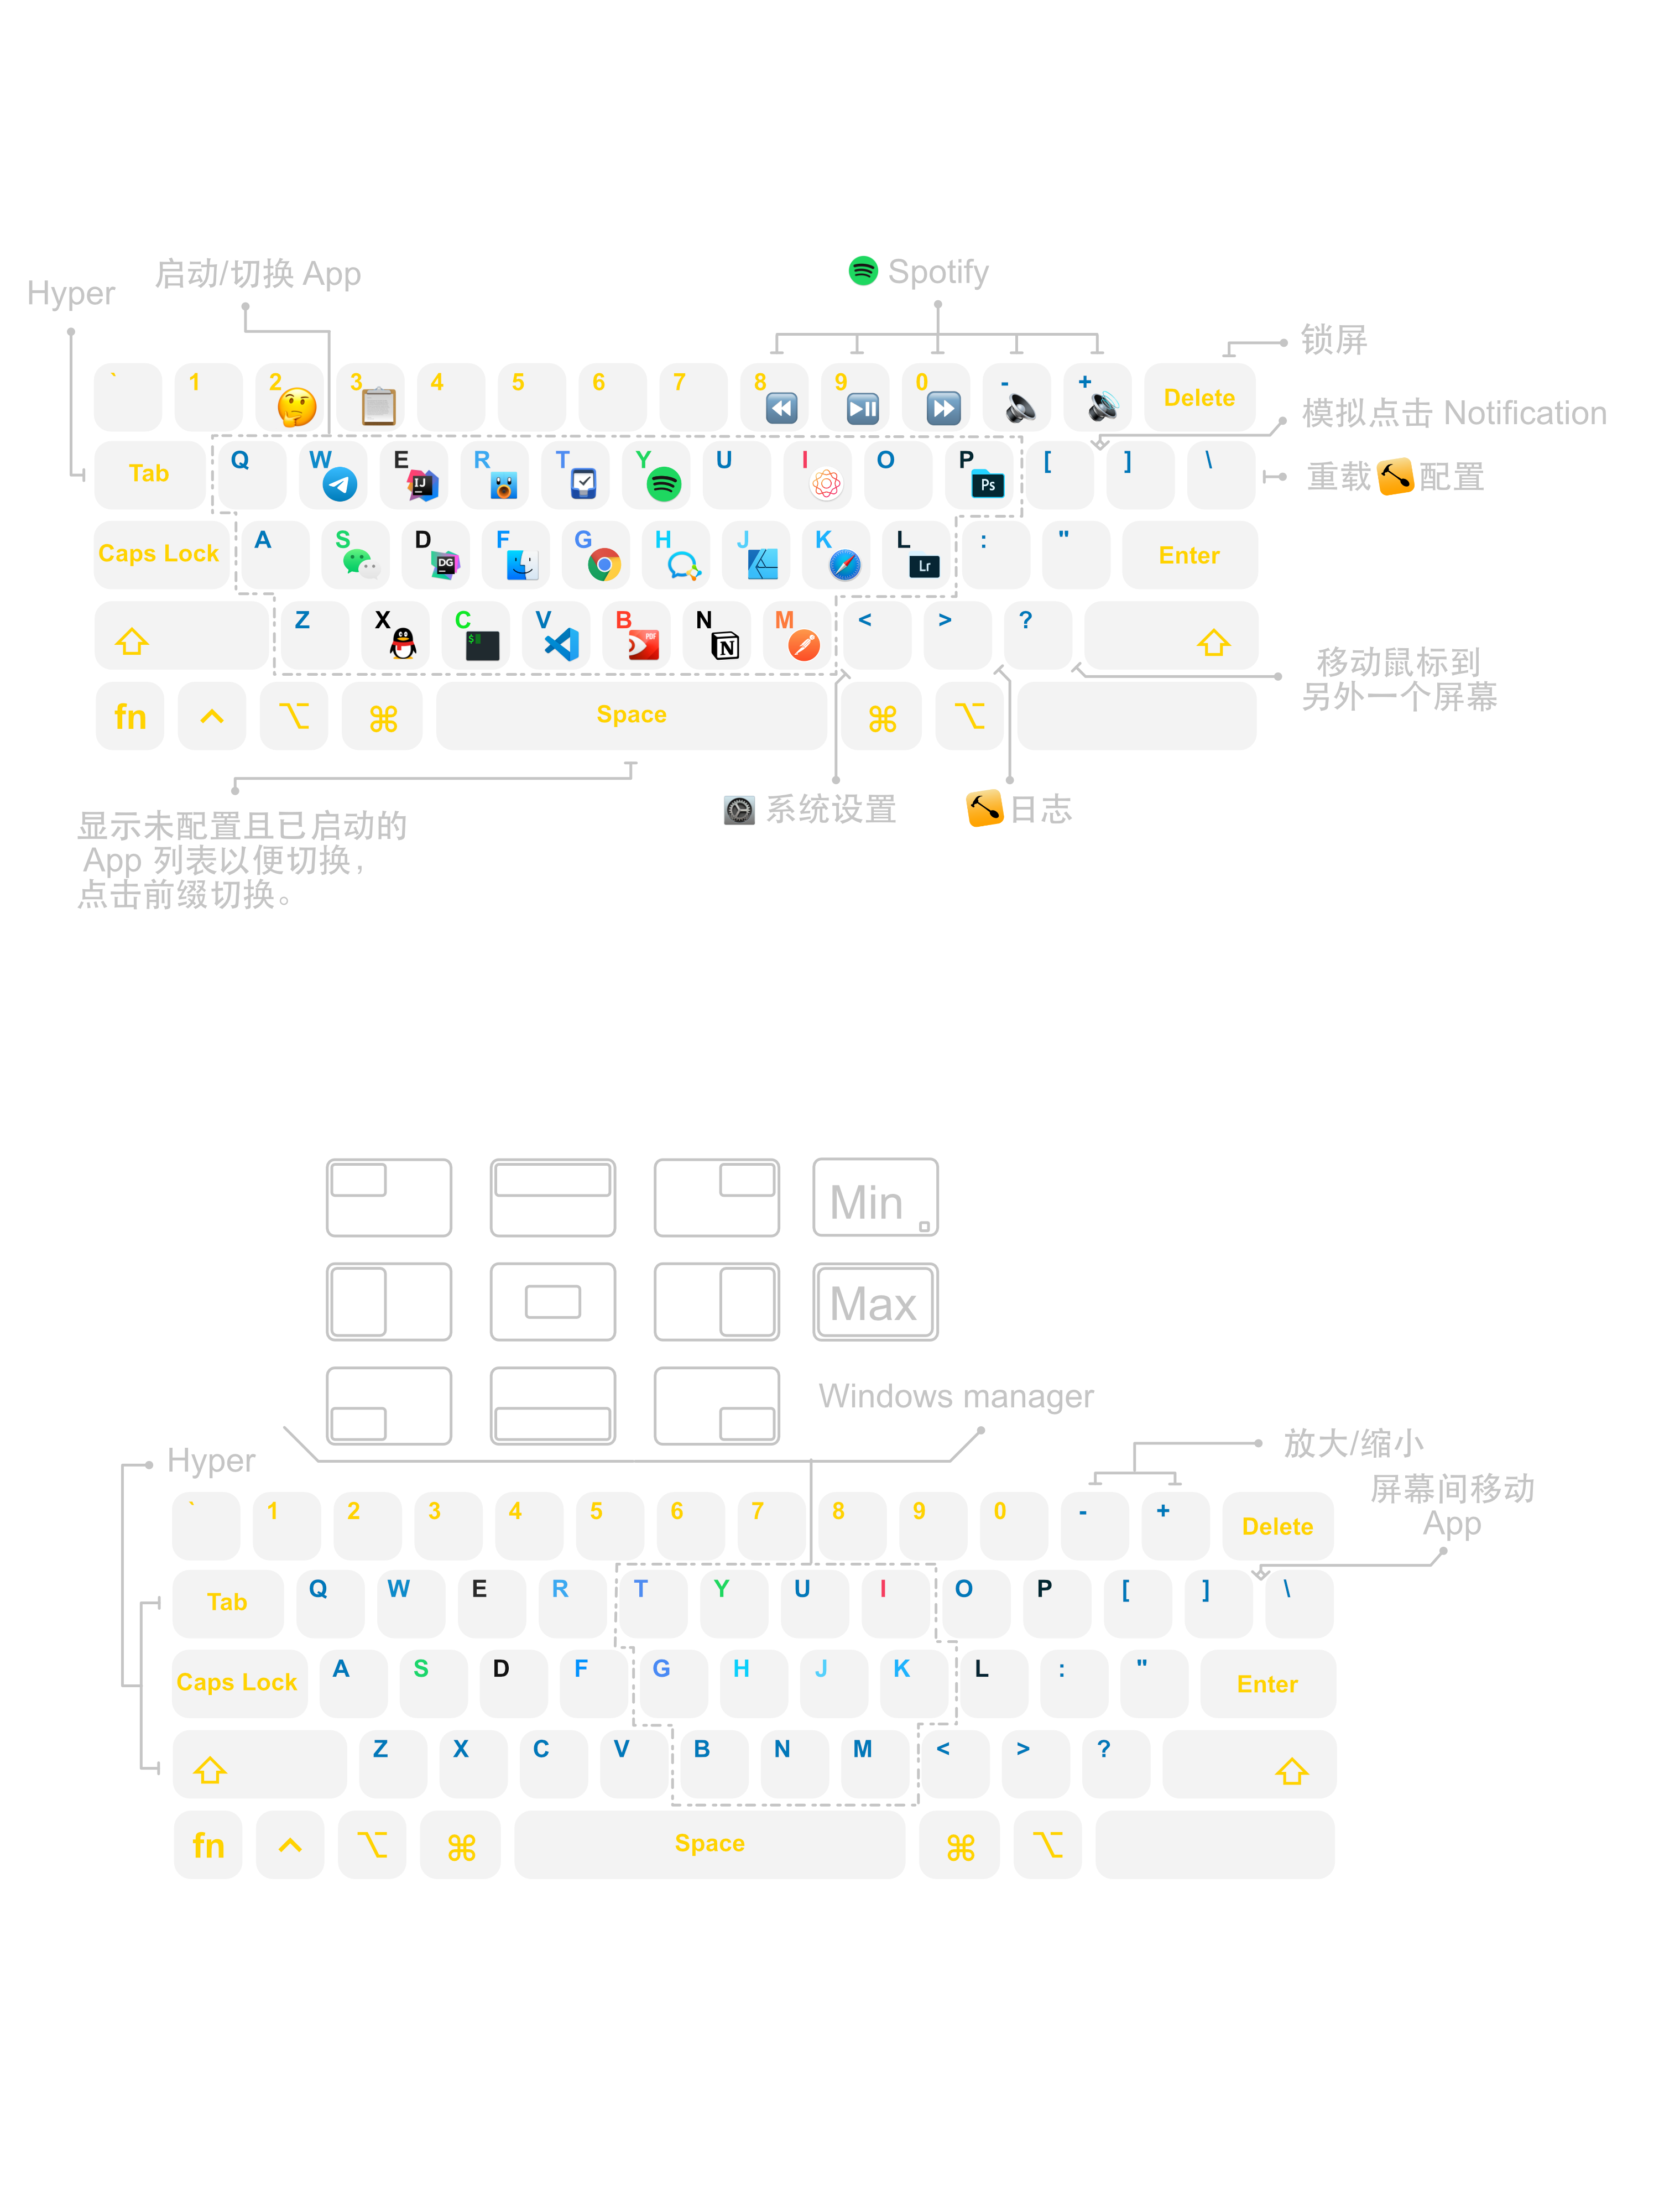 启动/切换 App
Spotify
Hyper
锁屏
` 1 2 3 4 5 6 7 8 9 0 - + Delete
模拟点击 Notification
Tab Q W E R T Y U I O P [ ] \
IJ
Ps
重载 配置
Caps Lock A S D F G H J K L : " Enter
DG
Lr
Z X C V B N M < > ?
$
PDF
N
移动鼠标到
另外一个屏幕
fn ^ ⌥ ⌘ Space ⌘ ⌥
系统设置
日志
显示未配置且已启动的
App 列表以便切换，
点击前缀切换。
Min
Max
Windows manager
放大/缩小
Hyper
屏幕间移动
App
` 1 2 3 4 5 6 7 8 9 0 - + Delete
Tab Q W E R T Y U I O P [ ] \
Caps Lock A S D F G H J K L : " Enter
Z X C V B N M < > ?
fn ^ ⌥ ⌘ Space ⌘ ⌥